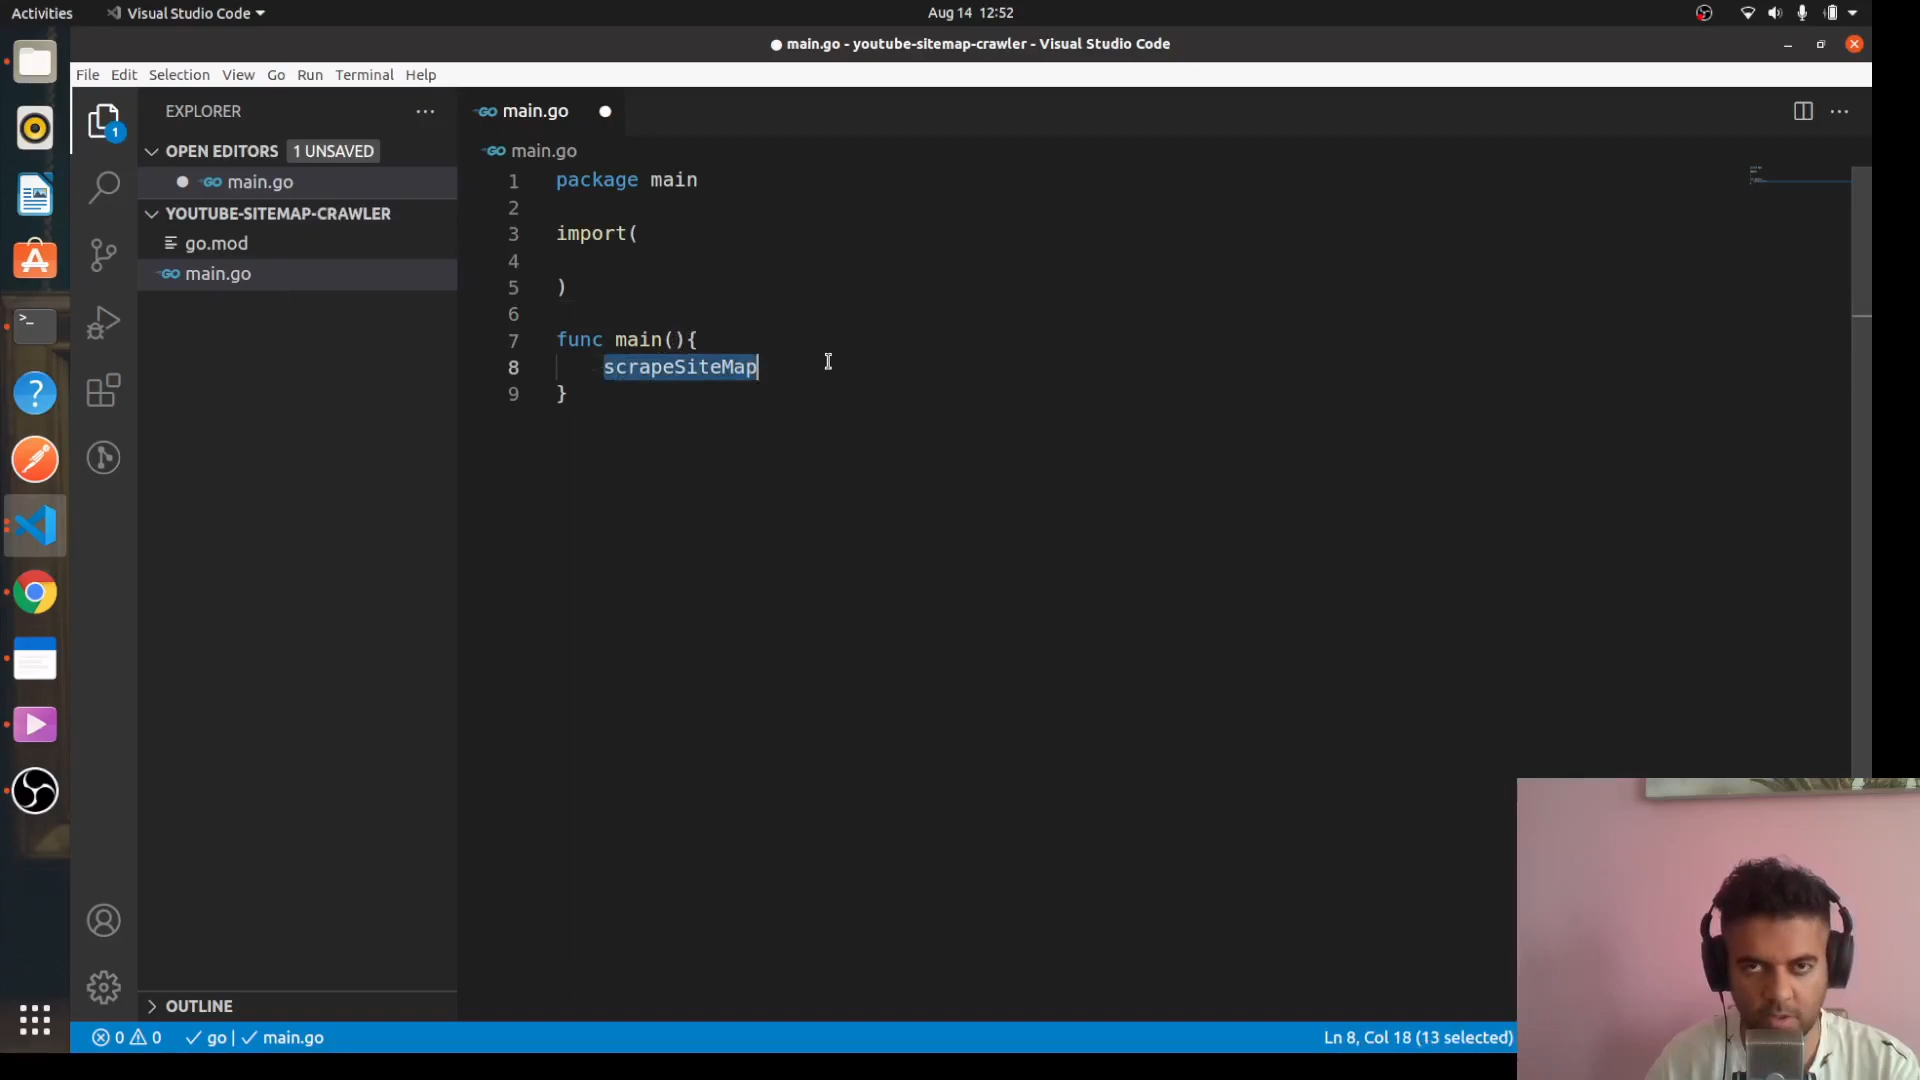 Activities
Visual Studio Code
Aug 14 12:52
main.go - youtube-sitemap-crawler - Visual Studio Code
File Edit Selection View Go Run Terminal Help
EXPLORER
main.go
OPEN EDITORS 1 UNSAVED
main.go
YOUTUBE-SITEMAP-CRAWLER
go.mod
main.go
OUTLINE
1
main.go
1 package main
2
3 import(
4
5 )
6
7 func main(){
8 scrapeSiteMap
9 }
0 0 go | main.go
Ln 8, Col 18 (13 selected)